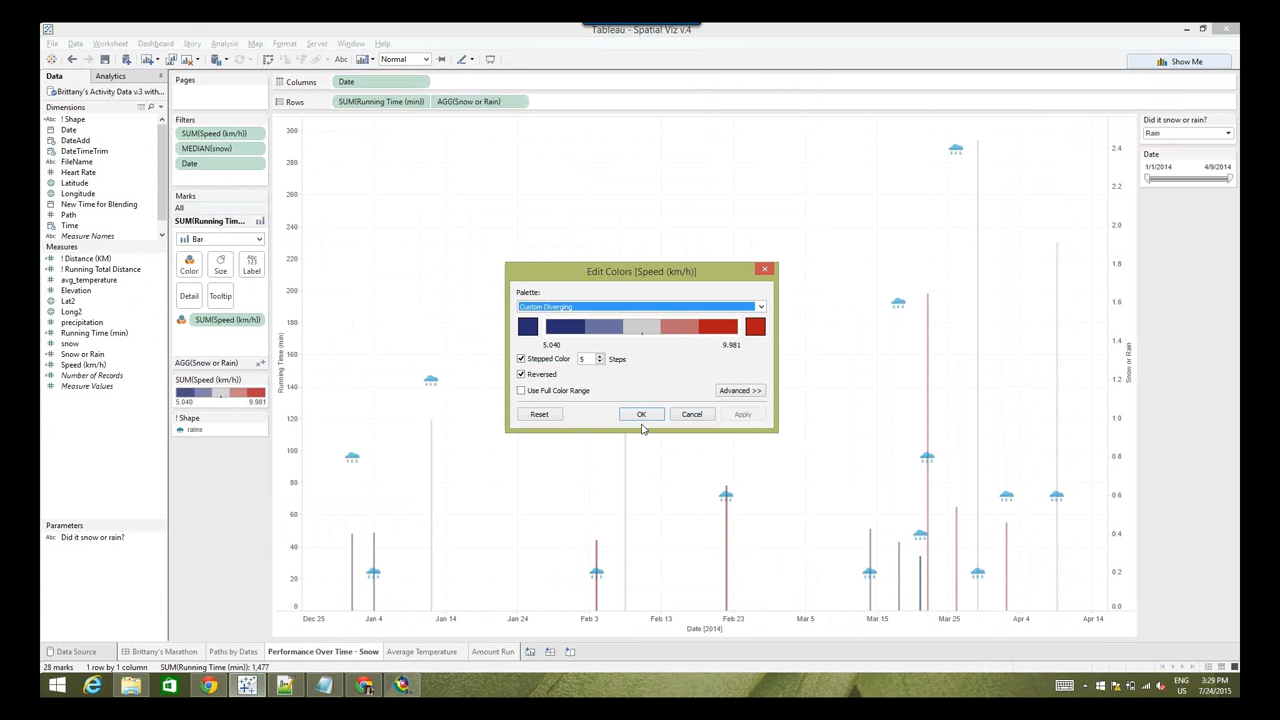 Tableau - Spatial Viz v.4
File Data Worksheet Dashboard Story Analysis Map Format Server Window Help
Abc Normal
Show Me
Data Analytics
Brittany's Activity Data v.3 with...
Dimensions
Abc ! Shape
Date
DateAdd
DateTimeTrim
Abc FileName
# Heart Rate
Latitude
Longitude
New Time for Blending
# Path
Time
Abc Measure Names
Measures
# ! Distance (KM)
# ! Running Total Distance
# avg_temperature
# Elevation
# Lat2
# Long2
# precipitation
# Running Time (min)
# snow
# Snow or Rain
# Speed (km/h)
# Number of Records
# Measure Values
Parameters
Abc Did it snow or rain?
Pages
Filters
SUM(Speed (km/h))
MEDIAN(snow)
Date
Marks
All
SUM(Running Tim...
Bar
Color Size Label
Detail Tooltip
SUM(Speed (km/h))
AGG(Snow or Rain)
SUM(Speed (km/h))
5.040 9.981
! Shape
rains
Columns Date
Rows SUM(Running Time (min)) AGG(Snow or Rain)
Running Time (min)
300
280
260
240
220
200
180
160
140
120
100
80
60
40
20
0
Dec 25 Jan 4 Jan 14 Jan 24 Feb 3 Feb 13 Feb 23 Mar 5 Mar 15 Mar 25 Apr 4 Apr 14
Date [2014]
2.4
2.2
2.0
1.8
1.6
1.4
1.2
1.0
0.8
0.6
0.4
0.2
0.0
Snow or Rain
Edit Colors [Speed (km/h)]
Palette:
Custom Diverging
5.040 9.981
Stepped Color 5 Steps
Reversed
Use Full Color Range Advanced >>
Reset OK Cancel Apply
Did it snow or rain?
Rain
Date
1/1/2014 4/9/2014
Data Source Brittany's Marathon Paths by Dates Performance Over Time - Snow Average Temperature Amount Run
28 marks 1 row by 1 column SUM(Running Time (min)): 1,477
ENG 3:29 PM
US 7/24/2015